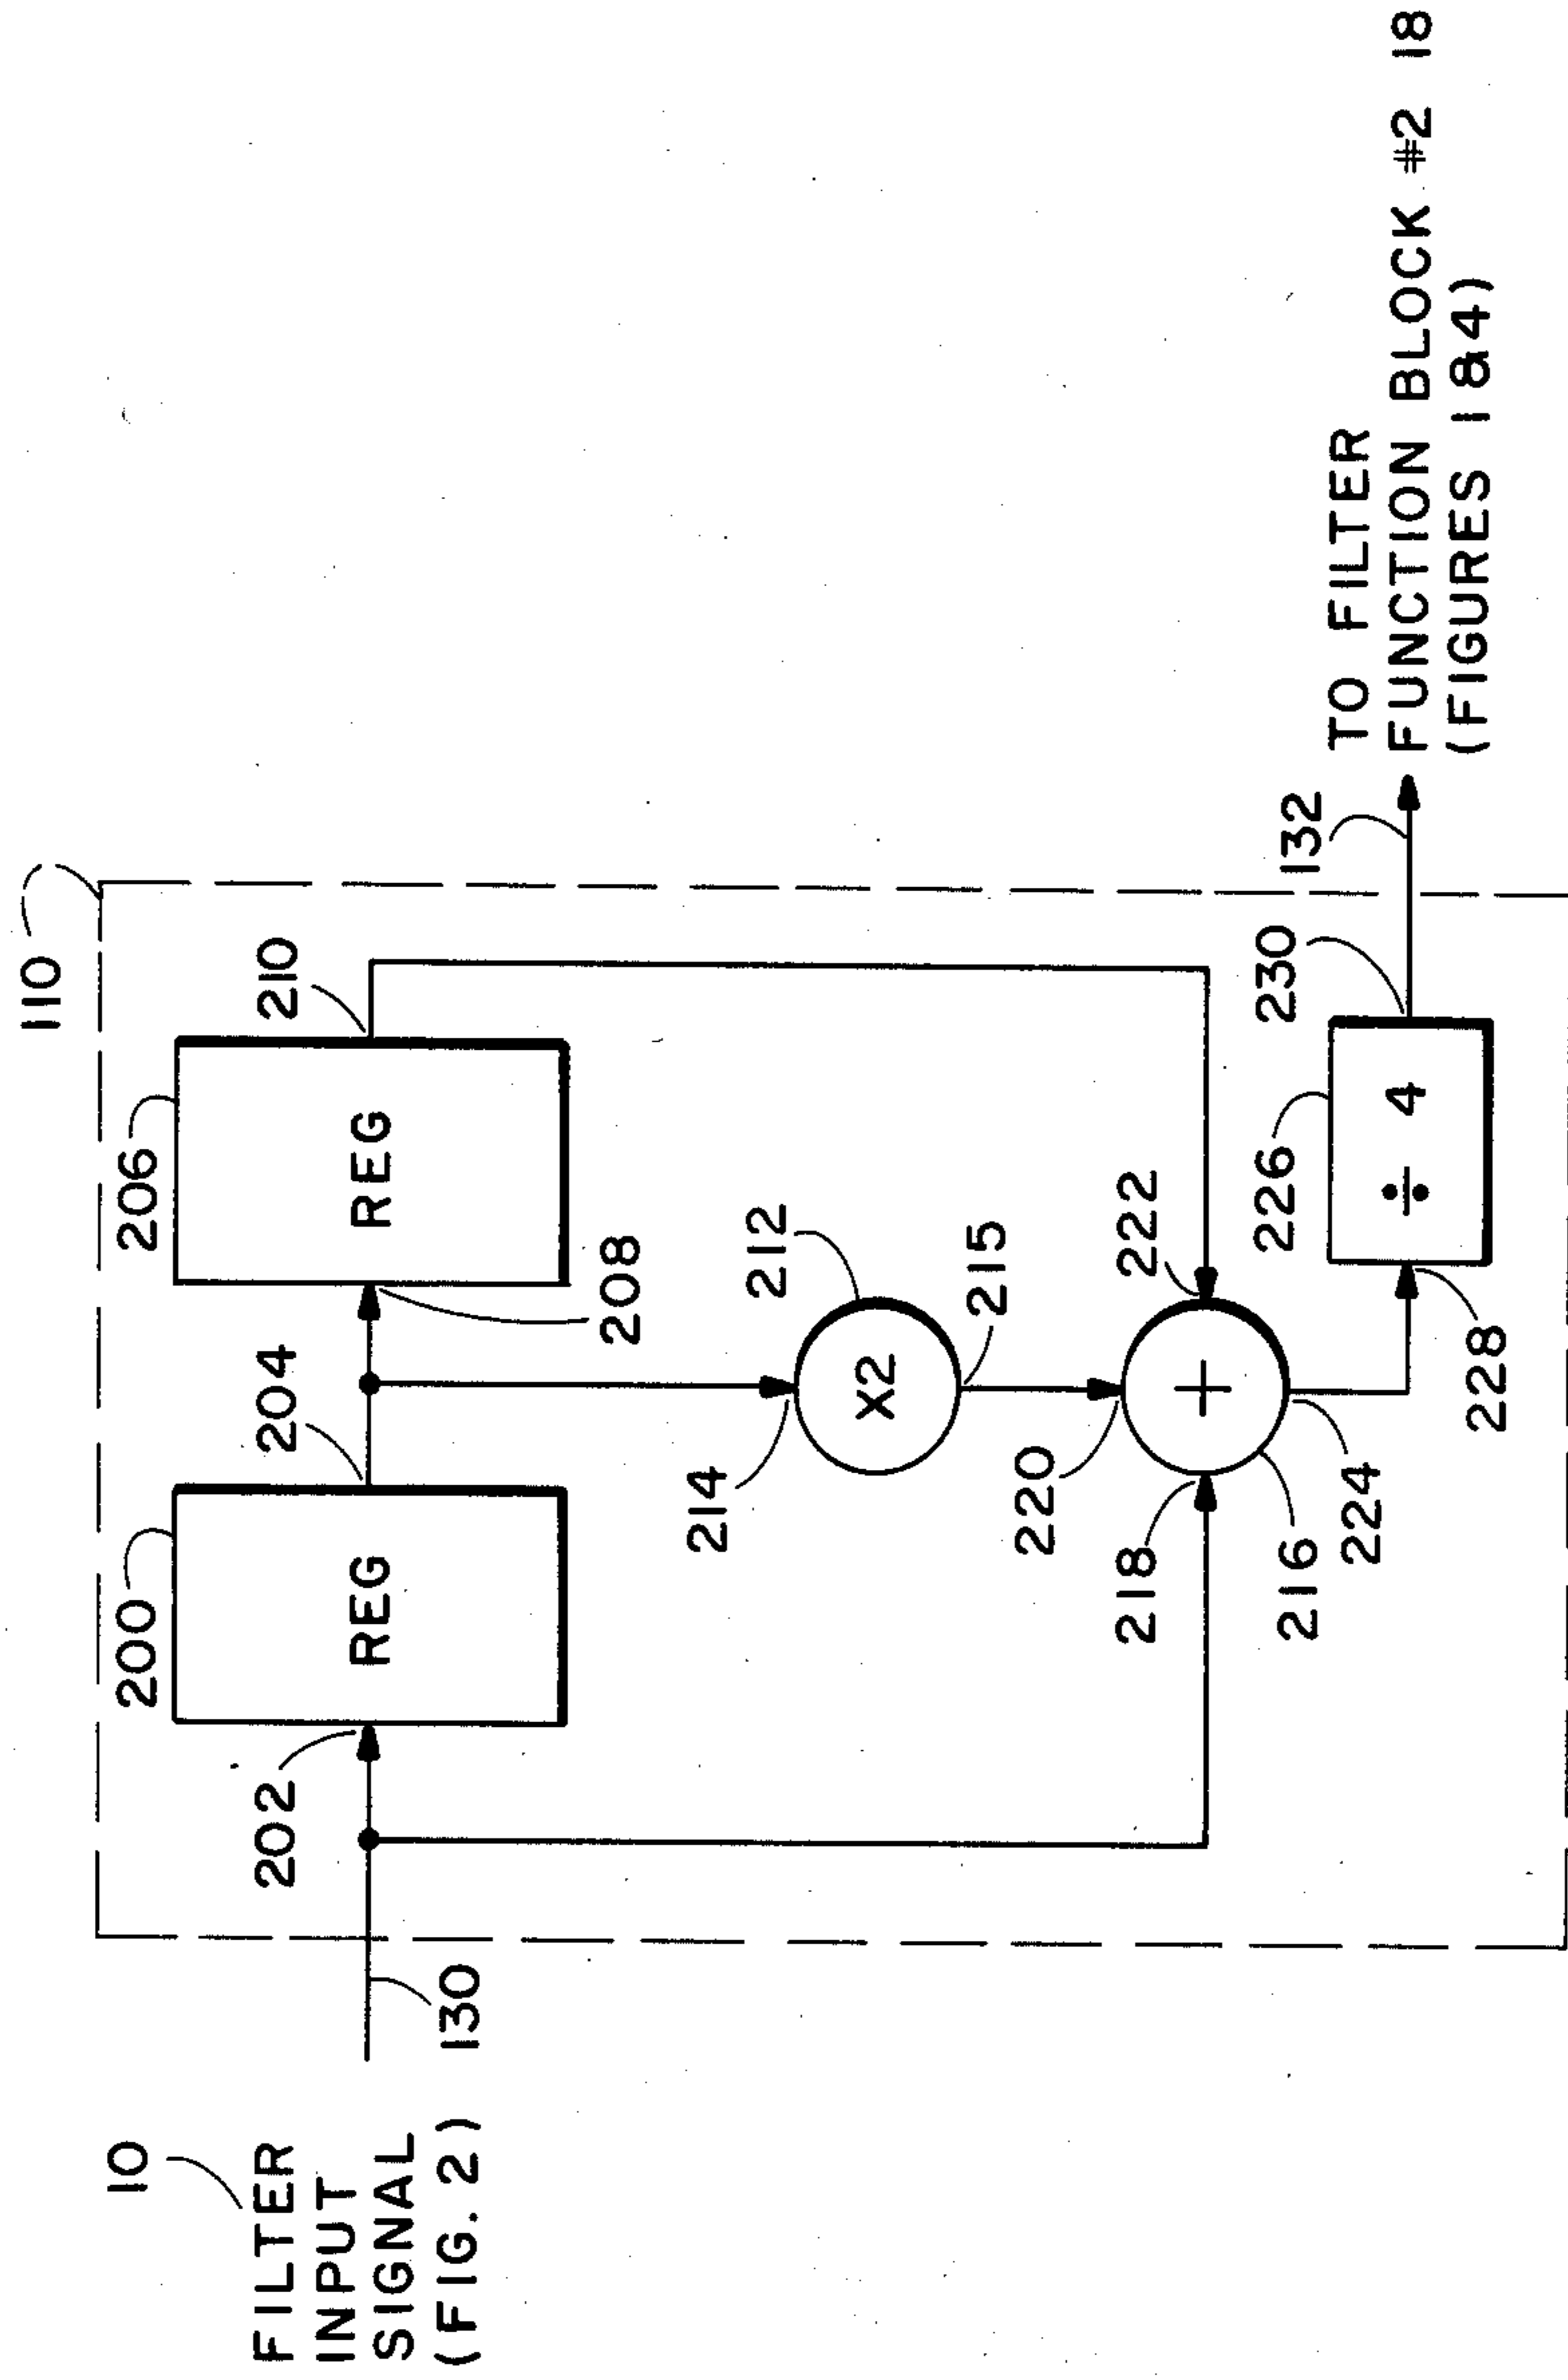 110
10
FILTER
INPUT
SIGNAL
(FIG. 2)
130
202
200
REG
204
206
REG
208
210
214
X2
212
215
220
218
+
222
216
224
228
226
÷ 4
230
132
TO FILTER
FUNCTION BLOCK #2 18
(FIGURES 1&4)